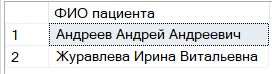 ФИО пациента
1 Андреев Андрей Андреевич
2 Журавлева Ирина Витальевна